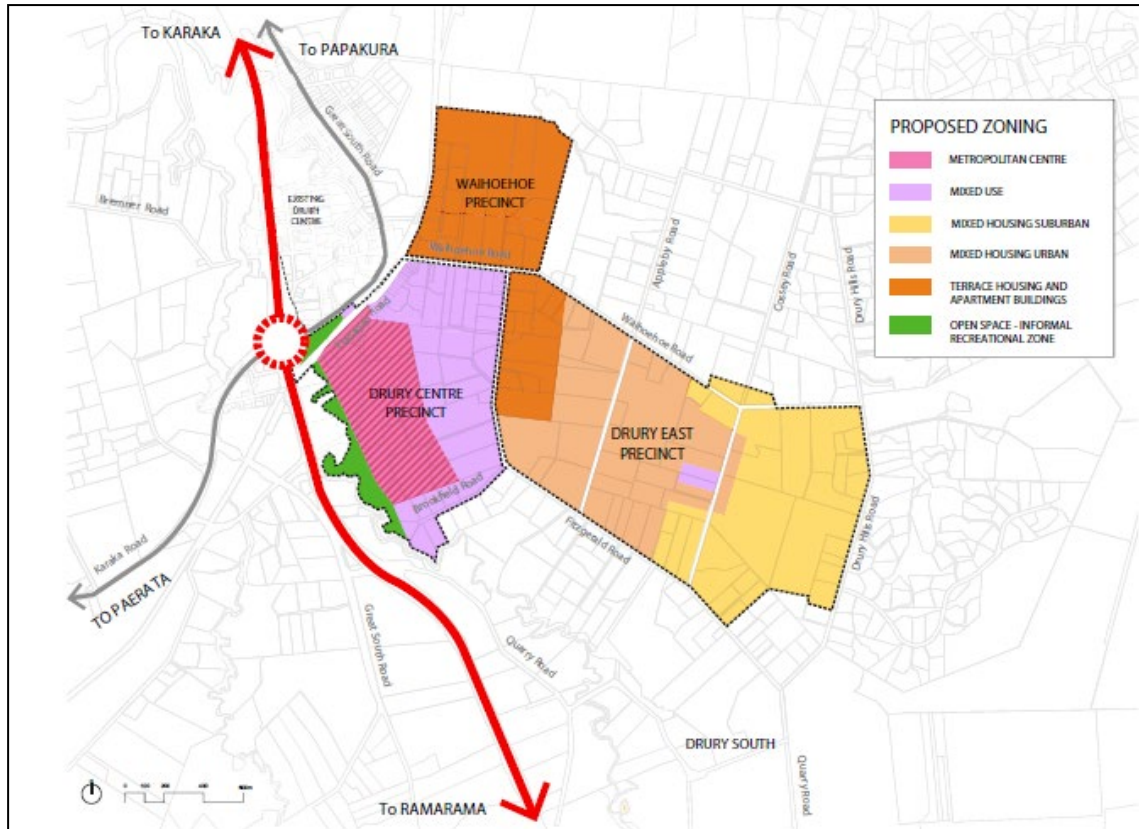 To KARAKA
To PAPAKURA
Great South Road
PROPOSED ZONING
METROPOLITAN CENTRE
MIXED USE
MIXED HOUSING SUBURBAN
MIXED HOUSING URBAN
TERRACE HOUSING AND
APARTMENT BUILDINGS
OPEN SPACE - INFORMAL
RECREATIONAL ZONE
WAIHOEHOE
PRECINCT
Bremner Road
EXISTING
DRURY
CENTRE
Waihoehoe Road
Appleby Road
Cossey Road
Drury Hills Road
Waihoehoe Road
DRURY CENTRE
PRECINCT
DRURY EAST
PRECINCT
Brookfield Road
Fitzgerald Road
Drury Hills Road
Karaka Road
TO PAERATA
Great South Road
Quarry Road
DRURY SOUTH
Quarry Road
To RAMARAMA